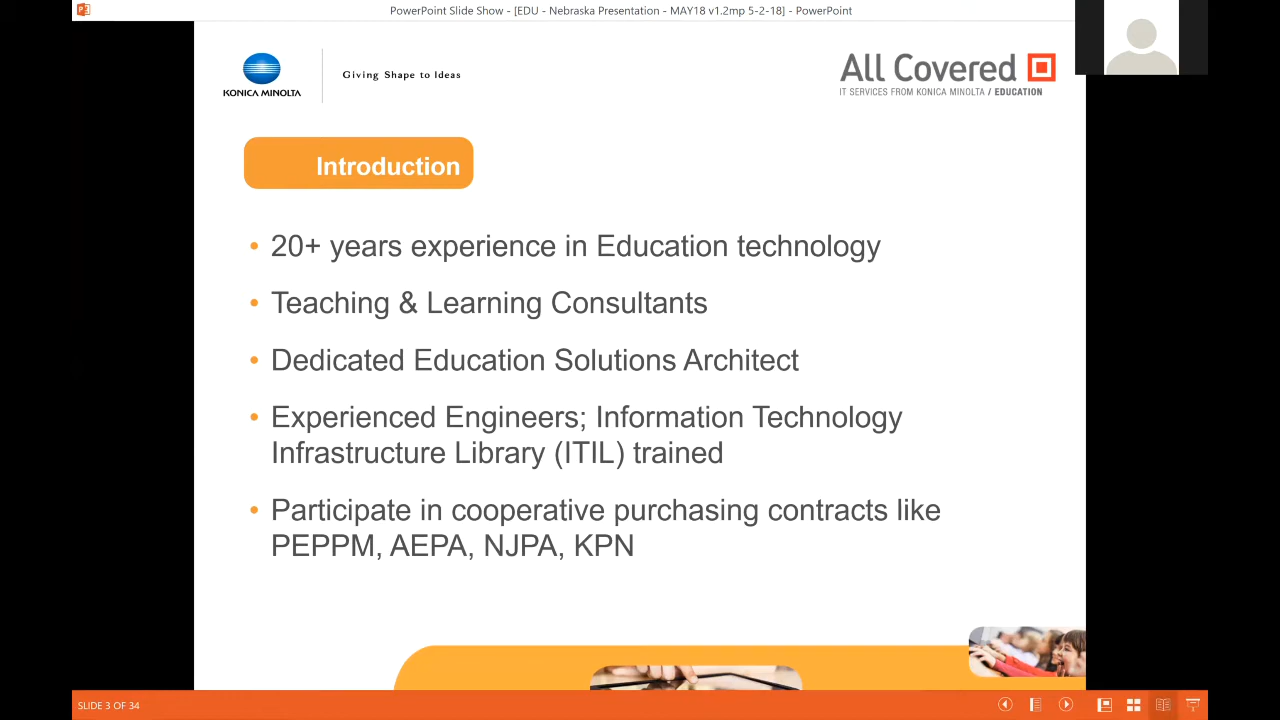 PowerPoint Slide Show - [EDU - Nebraska Presentation - MAY18 v1.2mp 5-2-18] - PowerPoint
KONICA MINOLTA
Giving Shape to Ideas
All Covered
IT SERVICES FROM KONICA MINOLTA / EDUCATION
Introduction
• 20+ years experience in Education technology
• Teaching & Learning Consultants
• Dedicated Education Solutions Architect
• Experienced Engineers; Information Technology
Infrastructure Library (ITIL) trained
• Participate in cooperative purchasing contracts like
PEPPM, AEPA, NJPA, KPN
SLIDE 3 OF 34